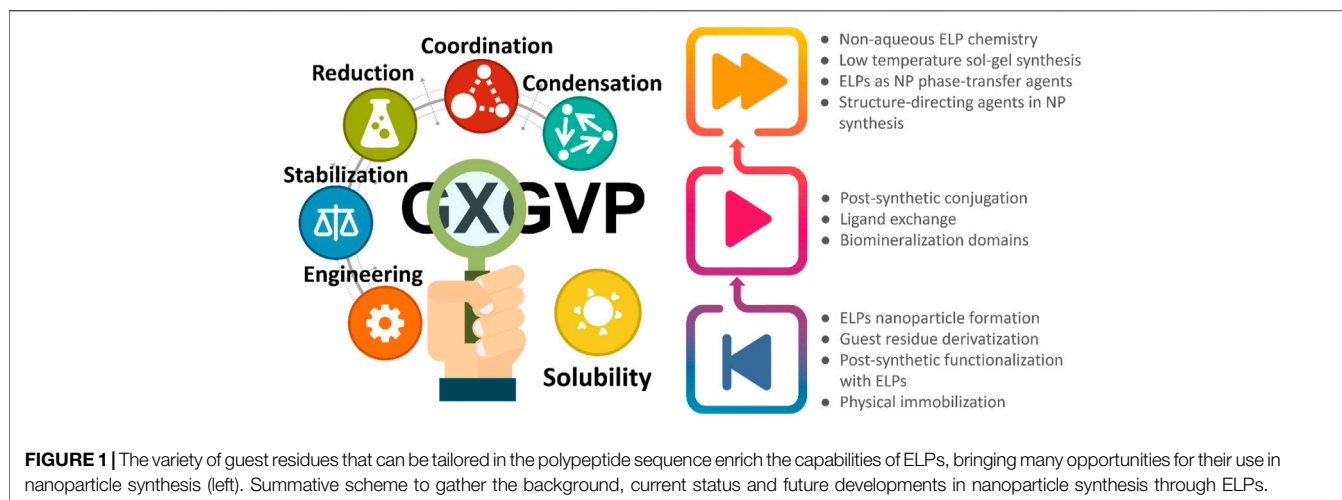 Coordination
Reduction
Condensation
Stabilization
GXGVP
Engineering
Solubility
● Non-aqueous ELP chemistry
● Low temperature sol-gel synthesis
● ELPs as NP phase-transfer agents
● Structure-directing agents in NP
synthesis
● Post-synthetic conjugation
● Ligand exchange
● Biomineralization domains
● ELPs nanoparticle formation
● Guest residue derivatization
● Post-synthetic functionalization
with ELPs
● Physical immobilization
FIGURE 1 | The variety of guest residues that can be tailored in the polypeptide sequence enrich the capabilities of ELPs, bringing many opportunities for their use in
nanoparticle synthesis (left). Summative scheme to gather the background, current status and future developments in nanoparticle synthesis through ELPs.